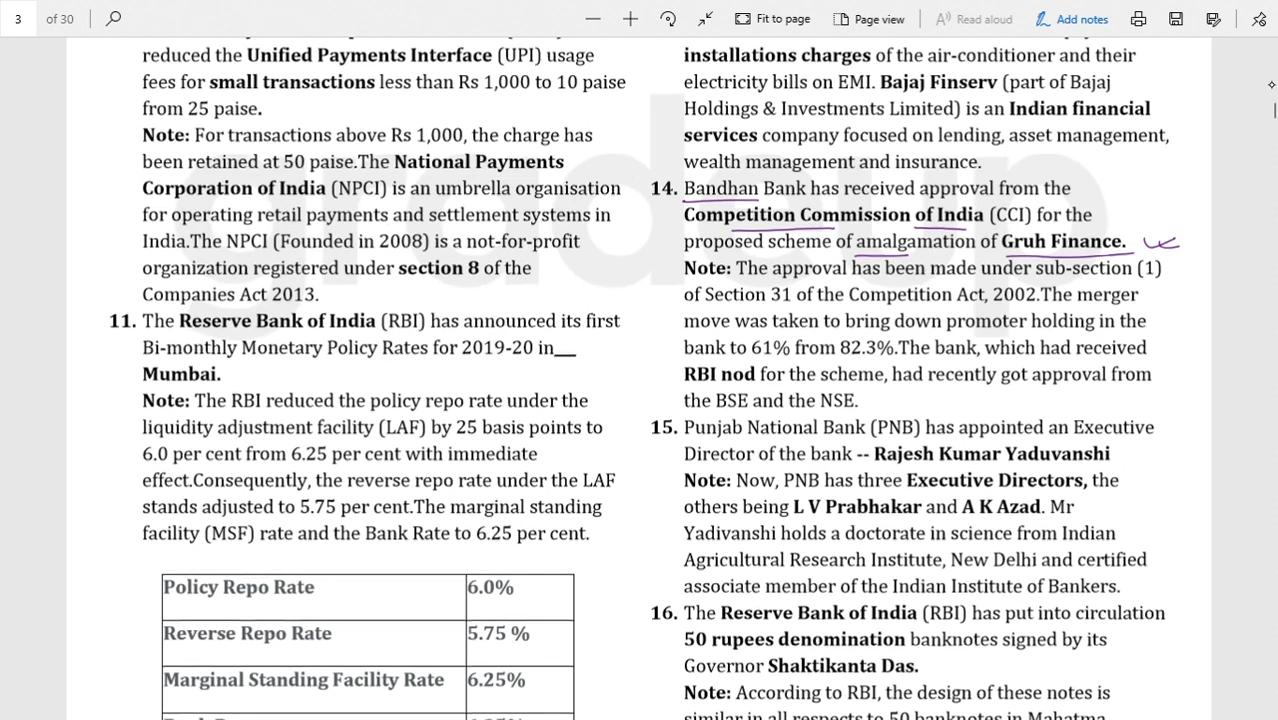 3 of 30
Fit to page
Page view
Read aloud
Add notes
reduced the Unified Payments Interface (UPI) usage
fees for small transactions less than Rs 1,000 to 10 paise
from 25 paise.
Note: For transactions above Rs 1,000, the charge has
been retained at 50 paise.The National Payments
Corporation of India (NPCI) is an umbrella organisation
for operating retail payments and settlement systems in
India.The NPCI (Founded in 2008) is a not-for-profit
organization registered under section 8 of the
Companies Act 2013.
11. The Reserve Bank of India (RBI) has announced its first
Bi-monthly Monetary Policy Rates for 2019-20 in__
Mumbai.
Note: The RBI reduced the policy repo rate under the
liquidity adjustment facility (LAF) by 25 basis points to
6.0 per cent from 6.25 per cent with immediate
effect.Consequently, the reverse repo rate under the LAF
stands adjusted to 5.75 per cent.The marginal standing
facility (MSF) rate and the Bank Rate to 6.25 per cent.
Policy Repo Rate 6.0%
Reverse Repo Rate 5.75 %
Marginal Standing Facility Rate 6.25%
installations charges of the air-conditioner and their
electricity bills on EMI. Bajaj Finserv (part of Bajaj
Holdings & Investments Limited) is an Indian financial
services company focused on lending, asset management,
wealth management and insurance.
14. Bandhan Bank has received approval from the
Competition Commission of India (CCI) for the
proposed scheme of amalgamation of Gruh Finance.
Note: The approval has been made under sub-section (1)
of Section 31 of the Competition Act, 2002.The merger
move was taken to bring down promoter holding in the
bank to 61% from 82.3%.The bank, which had received
RBI nod for the scheme, had recently got approval from
the BSE and the NSE.
15. Punjab National Bank (PNB) has appointed an Executive
Director of the bank -- Rajesh Kumar Yaduvanshi
Note: Now, PNB has three Executive Directors, the
others being L V Prabhakar and A K Azad. Mr
Yadivanshi holds a doctorate in science from Indian
Agricultural Research Institute, New Delhi and certified
associate member of the Indian Institute of Bankers.
16. The Reserve Bank of India (RBI) has put into circulation
50 rupees denomination banknotes signed by its
Governor Shaktikanta Das.
Note: According to RBI, the design of these notes is
similar in all respects to 50 banknotes in Mahatma
gradeup